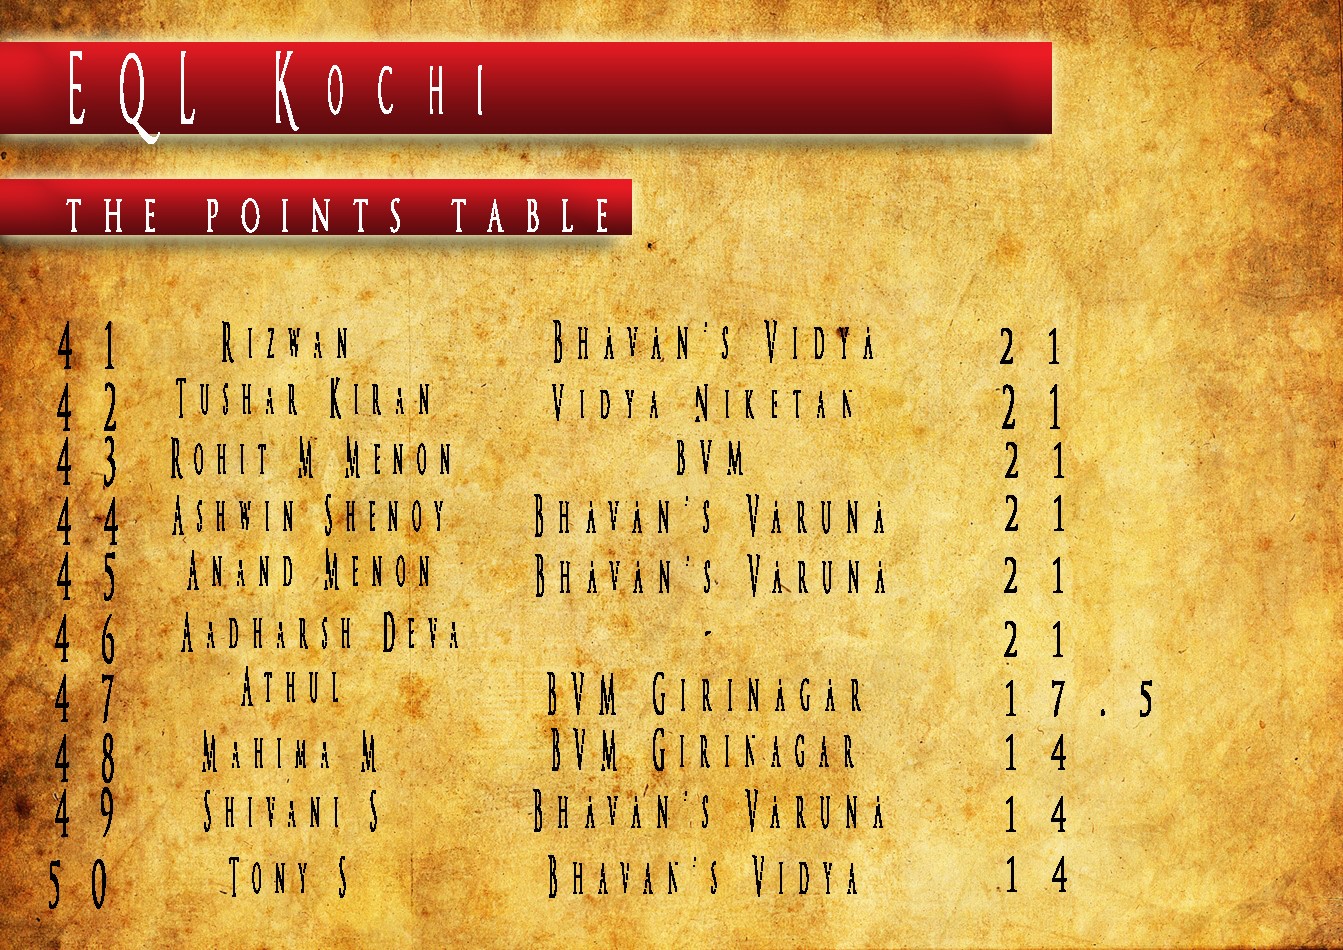 EQL Kochi
THE POINTS TABLE
41 Rizwan Bhavan's Vidya 21
42 Tushar Kiran Vidya Niketan 21
43 Rohit M Menon BVM 21
44 Ashwin Shenoy Bhavan's Varuna 21
45 Anand Menon Bhavan's Varuna 21
46 Aadharsh Deva - 21
47 Athul BVM Girinagar 17.5
48 Mahima M BVM Girinagar 14
49 Shivani S Bhavan's Varuna 14
50 Tony S Bhavan's Vidya 14